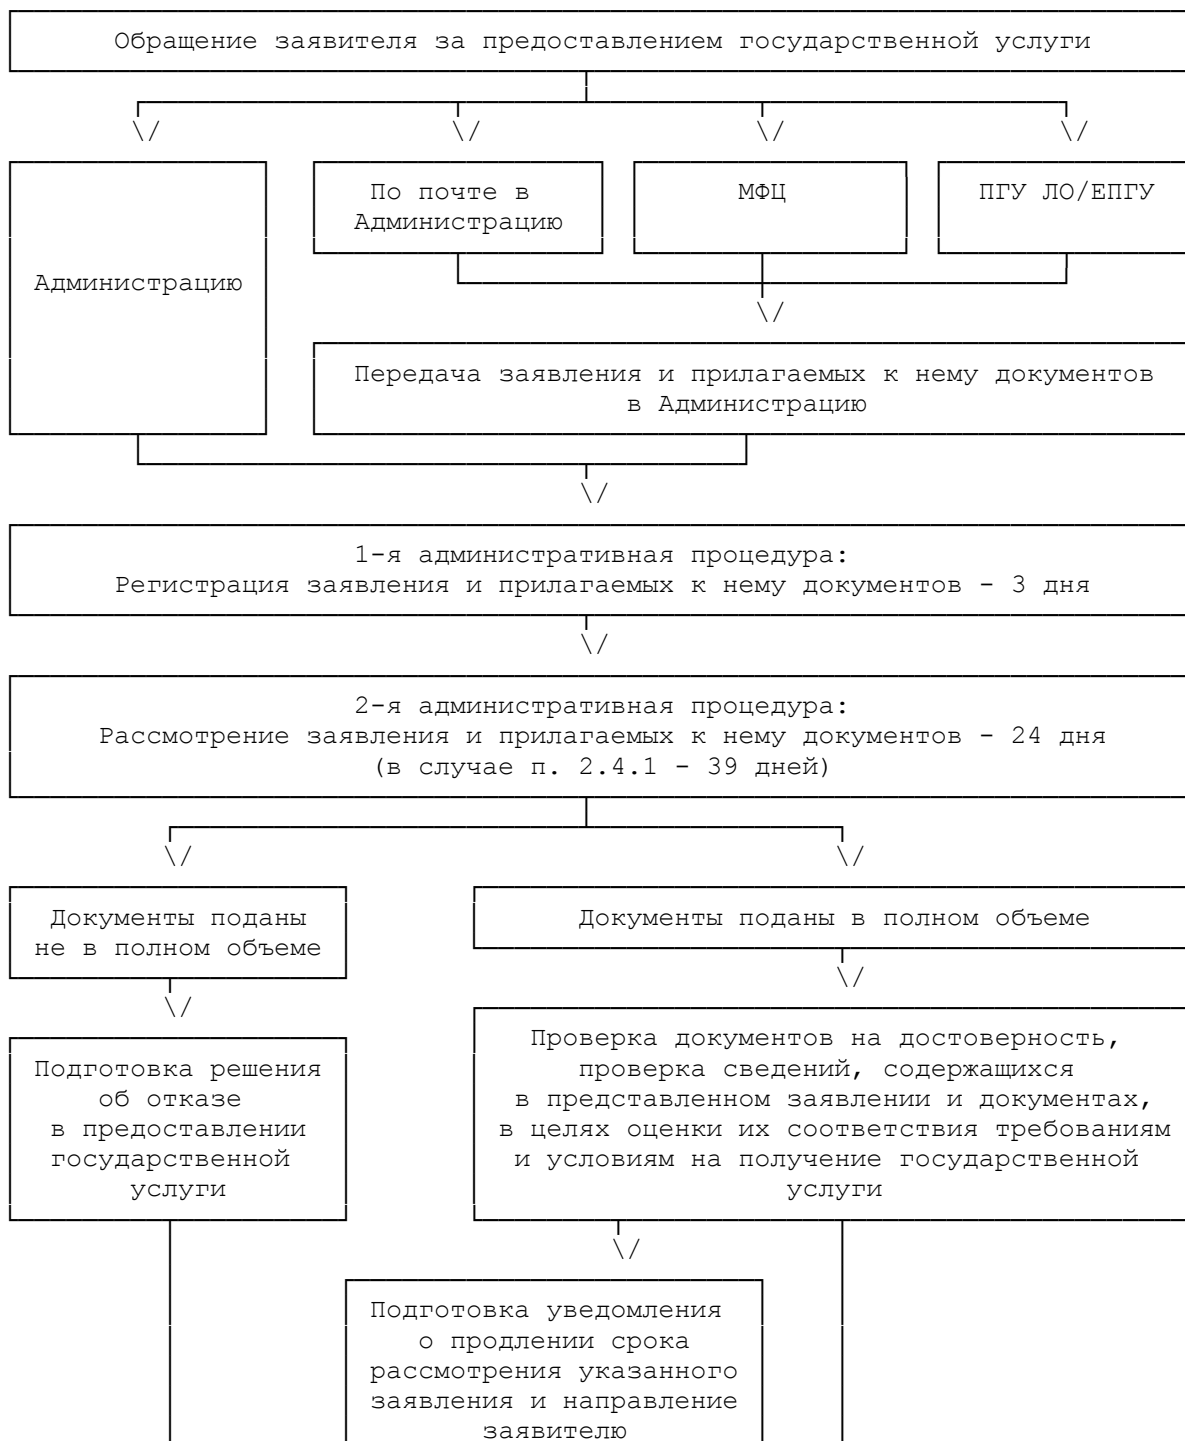 Обращение заявителя за предоставлением государственной услуги
Администрацию
По почте в
Администрацию
МФЦ
ПГУ ЛО/ЕПГУ
Передача заявления и прилагаемых к нему документов
в Администрацию
1-я административная процедура:
Регистрация заявления и прилагаемых к нему документов - 3 дня
2-я административная процедура:
Рассмотрение заявления и прилагаемых к нему документов - 24 дня
(в случае п. 2.4.1 - 39 дней)
Документы поданы
не в полном объеме
Документы поданы в полном объеме
Подготовка решения
об отказе
в предоставлении
государственной
услуги
Проверка документов на достоверность,
проверка сведений, содержащихся
в представленном заявлении и документах,
в целях оценки их соответствия требованиям
и условиям на получение государственной
услуги
Подготовка уведомления
о продлении срока
рассмотрения указанного
заявления и направление
заявителю